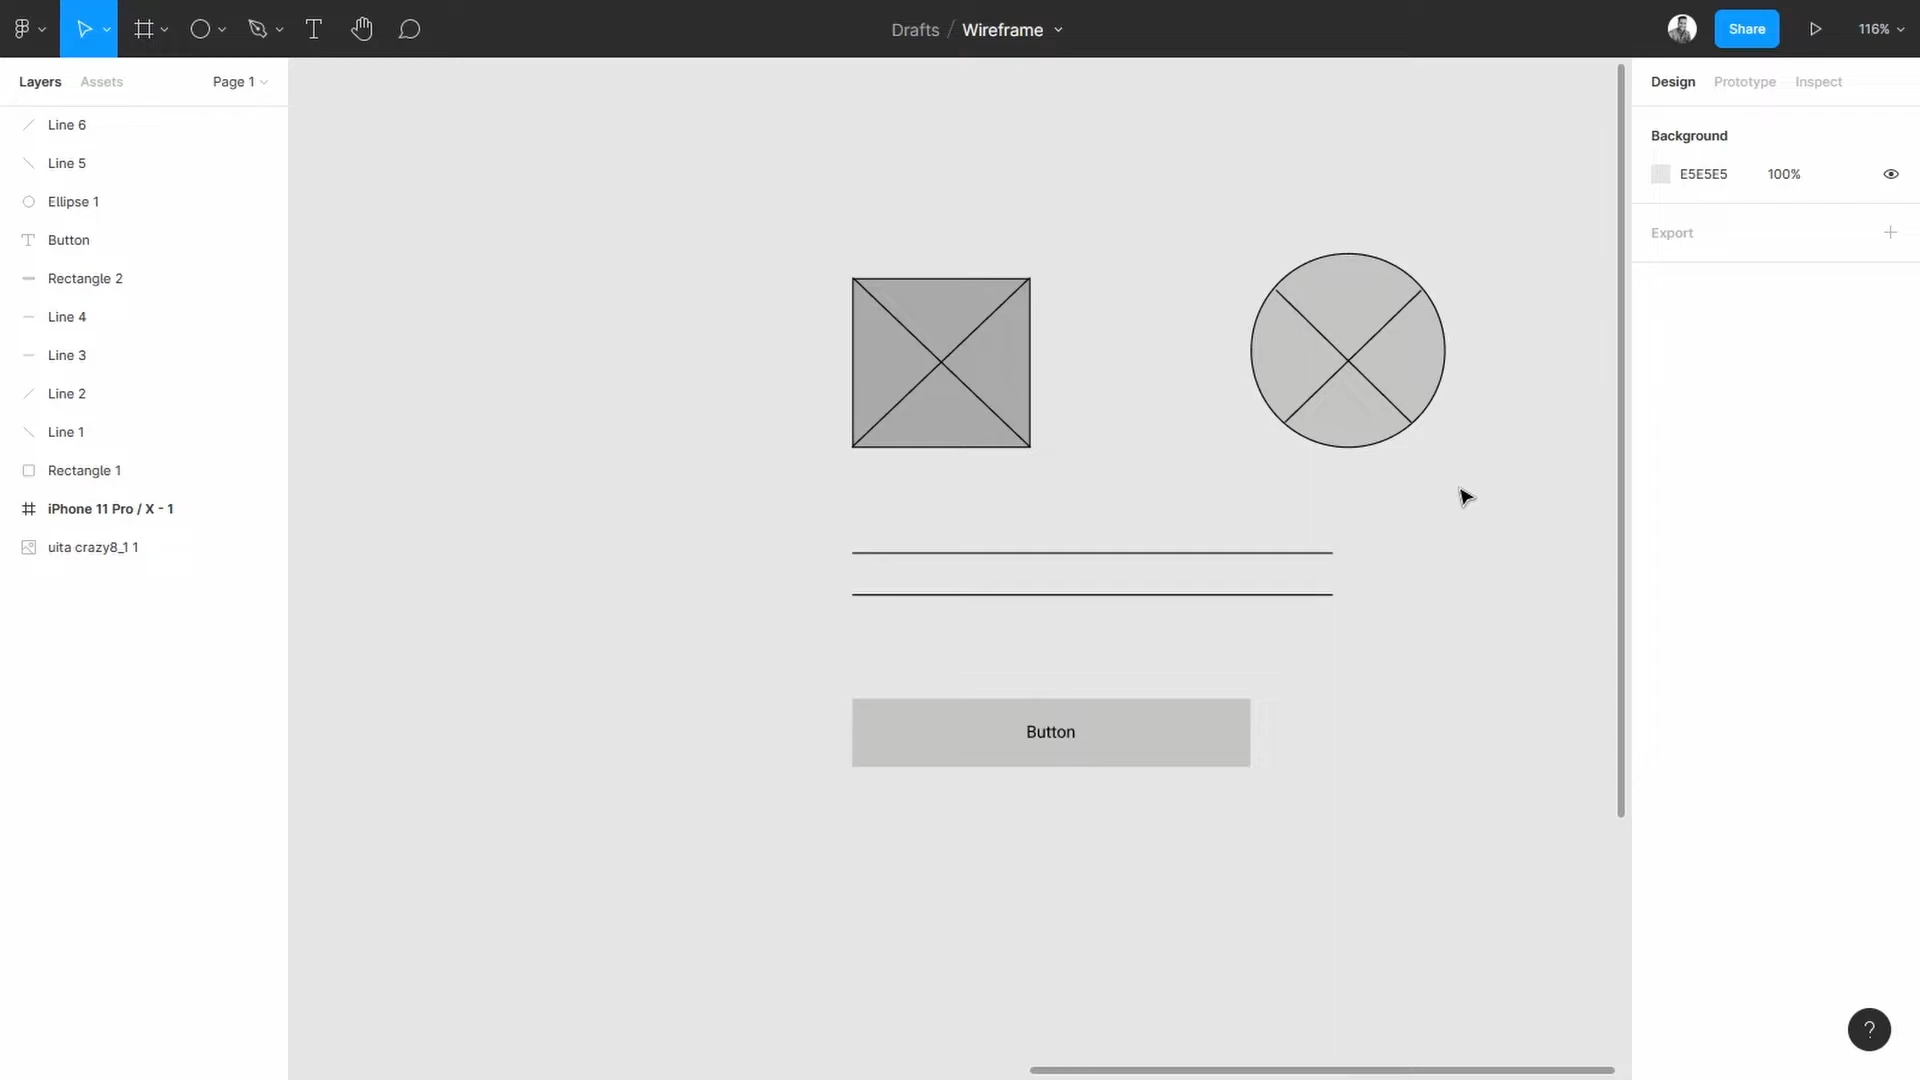 Drafts / Wireframe
Share
116%
Layers
Assets
Page 1
Line 6
Line 5
Ellipse 1
Button
Rectangle 2
Line 4
Line 3
Line 2
Line 1
Rectangle 1
iPhone 11 Pro / X - 1
uita crazy8_1 1
Button
Design
Prototype
Inspect
Background
E5E5E5
100%
Export
?